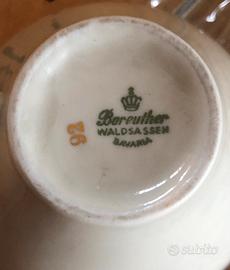 Bareuther
WALDSASSEN
BAVARIA
92
subito